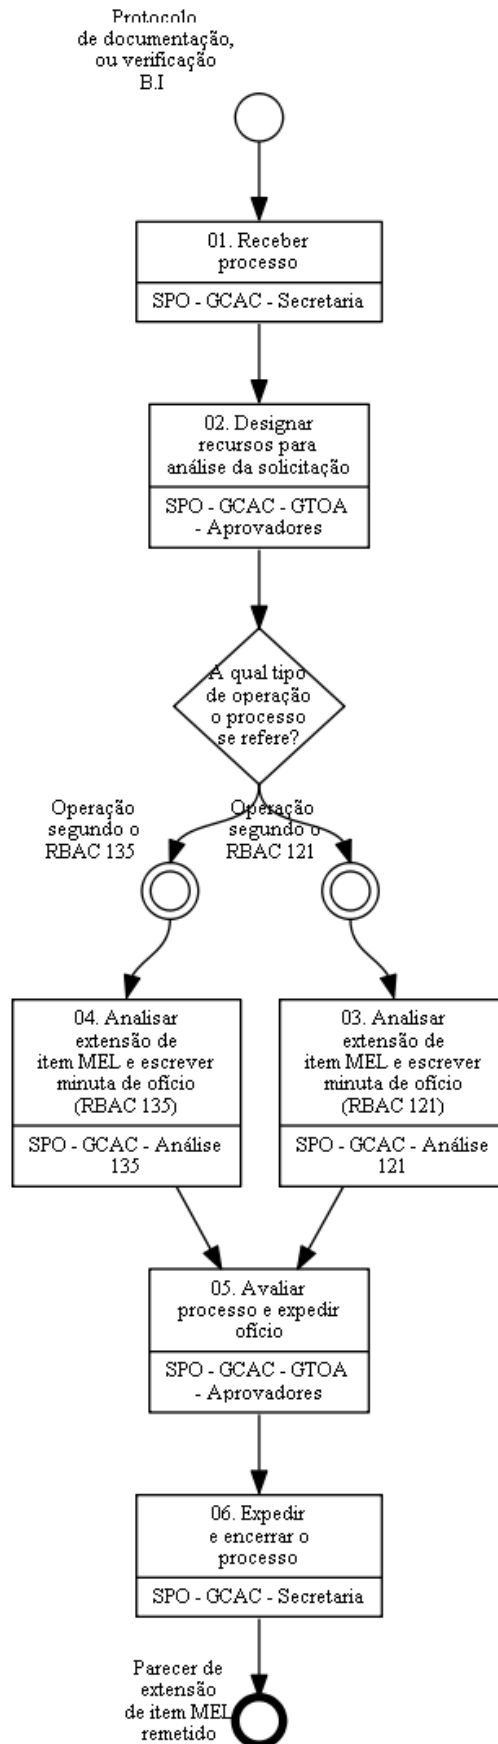 Protocolo
de documentação,
ou verificação
B.I
01. Receber
processo
SPO - GCAC - Secretaria
02. Designar
recursos para
análise da solicitação
SPO - GCAC - GTOA
- Aprovadores
A qual tipo
de operação
o processo
se refere?
Operação
segundo o
RBAC 135
Operação
segundo o
RBAC 121
04. Analisar
extensão de
item MEL e escrever
minuta de ofício
(RBAC 135)
SPO - GCAC - Análise
135
03. Analisar
extensão de
item MEL e escrever
minuta de ofício
(RBAC 121)
SPO - GCAC - Análise
121
05. Avaliar
processo e expedir
ofício
SPO - GCAC - GTOA
- Aprovadores
06. Expedir
e encerrar o
processo
SPO - GCAC - Secretaria
Parecer de
extensão
de item MEL
remetido